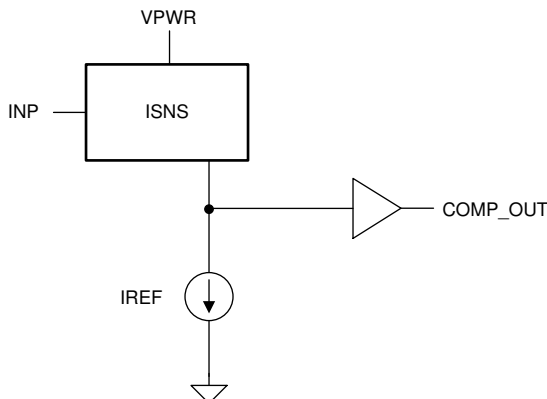 VPWR
INP
ISNS
COMP_OUT
IREF